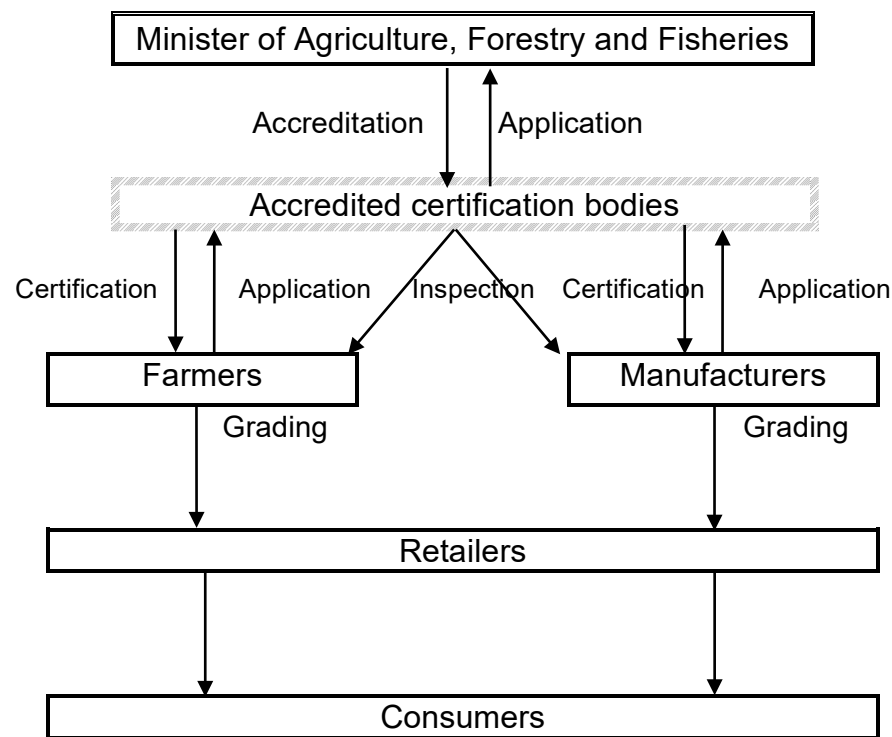 Minister of Agriculture, Forestry and Fisheries
Accreditation Application
Accredited certification bodies
Certification Application Inspection Certification Application
Farmers Manufacturers
Grading Grading
Retailers
Consumers